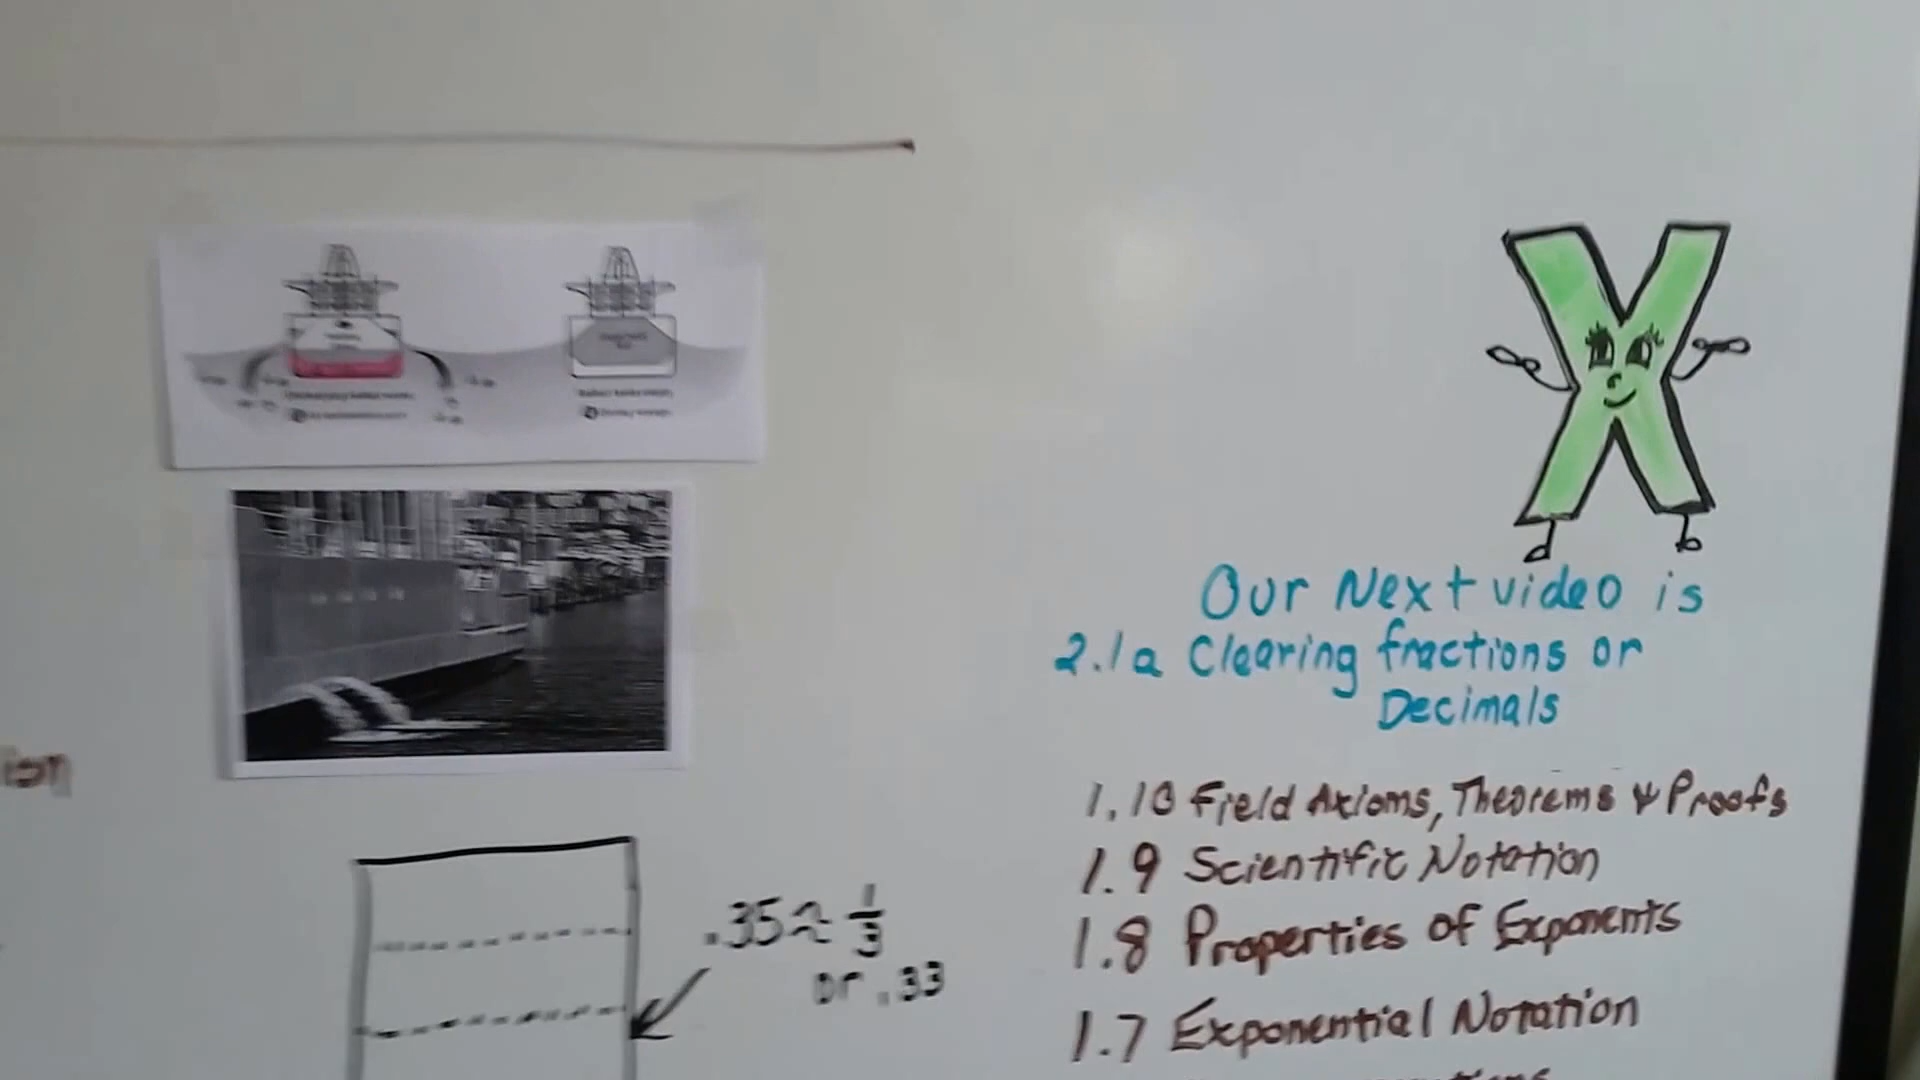 ion
.35 ≈ 1/3
or .33
Our Next video is
2.1a Clearing fractions or
Decimals
1.10 Field Axioms, Theorems & Proofs
1.9 Scientific Notation
1.8 Properties of Exponents
1.7 Exponential Notation